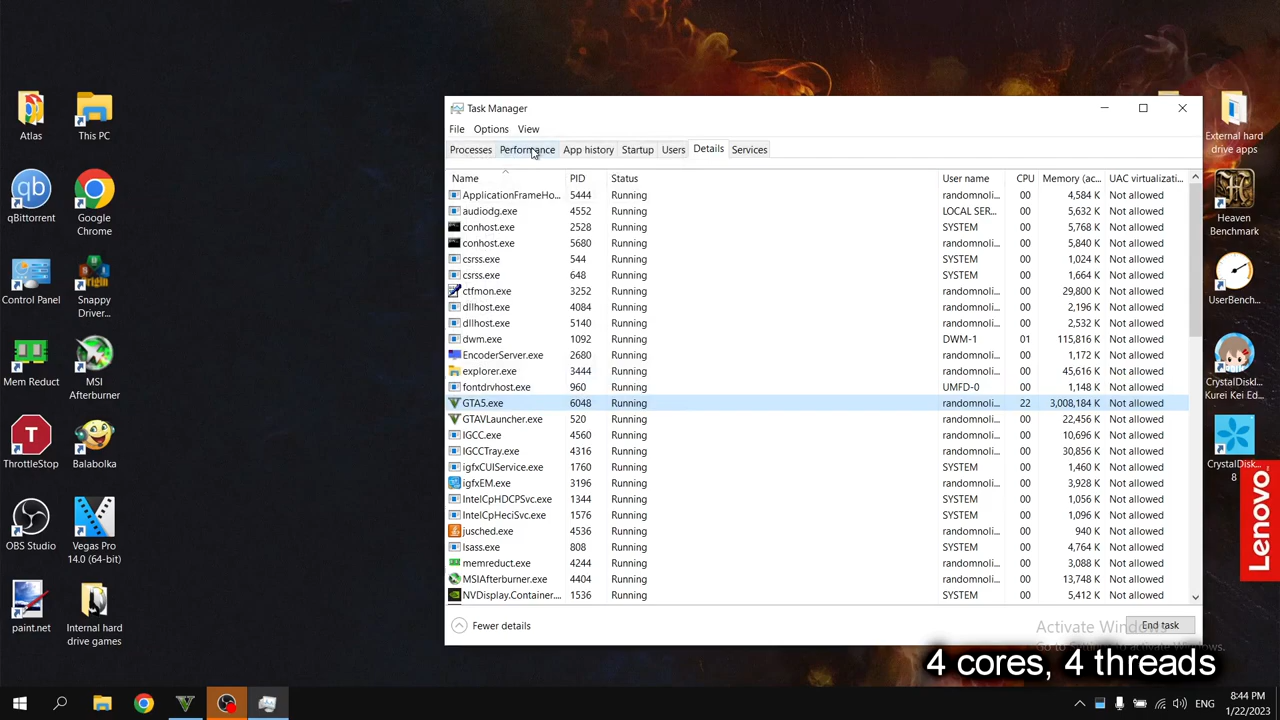 Atlas
This PC
qBittorrent
Google
Chrome
Control Panel
Snappy
Driver...
Mem Reduct
MSI
Afterburner
ThrottleStop
Balabolka
OBS Studio
Vegas Pro
14.0 (64-bit)
paint.net
Internal hard
drive games
Task Manager
File Options View
Processes Performance App history Startup Users Details Services
Name PID Status User name CPU Memory (ac... UAC virtualizati...
ApplicationFrameHo... 5444 Running randomnoli... 00 4,584 K Not allowed
audiodg.exe 4552 Running LOCAL SER... 00 5,632 K Not allowed
conhost.exe 2528 Running SYSTEM 00 5,768 K Not allowed
conhost.exe 5680 Running randomnoli... 00 5,840 K Not allowed
csrss.exe 544 Running SYSTEM 00 1,024 K Not allowed
csrss.exe 648 Running SYSTEM 00 1,664 K Not allowed
ctfmon.exe 3252 Running randomnoli... 00 29,800 K Not allowed
dllhost.exe 4084 Running randomnoli... 00 2,196 K Not allowed
dllhost.exe 5140 Running randomnoli... 00 2,532 K Not allowed
dwm.exe 1092 Running DWM-1 01 115,816 K Not allowed
EncoderServer.exe 2680 Running randomnoli... 00 1,172 K Not allowed
explorer.exe 3444 Running randomnoli... 00 45,616 K Not allowed
fontdrvhost.exe 960 Running UMFD-0 00 1,148 K Not allowed
GTA5.exe 6048 Running randomnoli... 22 3,008,184 K Not allowed
GTAVLauncher.exe 520 Running randomnoli... 00 22,456 K Not allowed
IGCC.exe 4560 Running randomnoli... 00 10,696 K Not allowed
IGCCTray.exe 4316 Running randomnoli... 00 30,856 K Not allowed
igfxCUIService.exe 1760 Running SYSTEM 00 1,460 K Not allowed
igfxEM.exe 3196 Running randomnoli... 00 3,928 K Not allowed
IntelCpHDCPSvc.exe 1344 Running SYSTEM 00 1,056 K Not allowed
IntelCpHeciSvc.exe 1576 Running SYSTEM 00 1,096 K Not allowed
jusched.exe 4536 Running randomnoli... 00 940 K Not allowed
lsass.exe 808 Running SYSTEM 00 4,764 K Not allowed
memreduct.exe 4244 Running randomnoli... 00 3,088 K Not allowed
MSIAfterburner.exe 4404 Running randomnoli... 00 13,748 K Not allowed
NVDisplay.Container.... 1536 Running SYSTEM 00 5,412 K Not allowed
Fewer details
End task
Activate Windows
4 cores, 4 threads
External hard
drive apps
Heaven
Benchmark
UserBench...
CrystalDisk...
Kurei Kei Ed...
CrystalDisk...
8
Lenovo
ENG
8:44 PM
1/22/2023